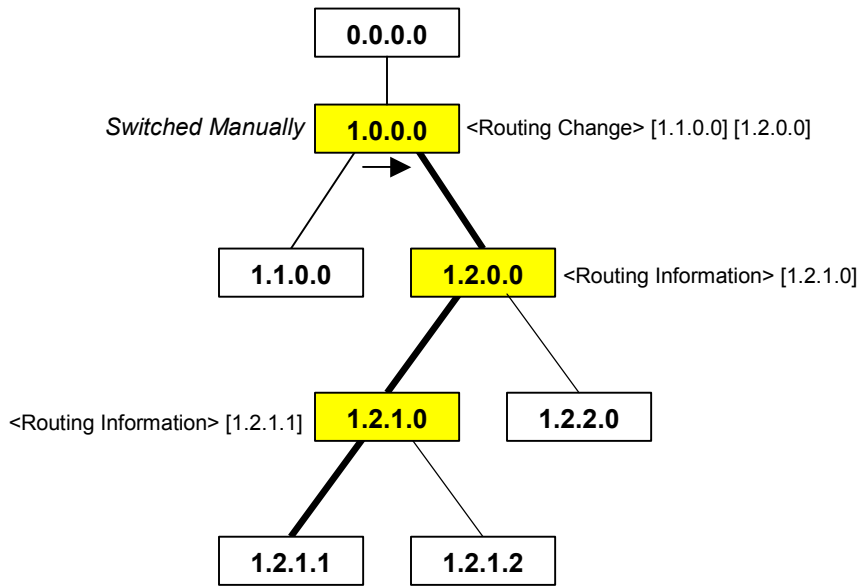 0.0.0.0
Switched Manually 1.0.0.0 <Routing Change> [1.1.0.0] [1.2.0.0]
1.1.0.0 1.2.0.0 <Routing Information> [1.2.1.0]
<Routing Information> [1.2.1.1] 1.2.1.0 1.2.2.0
1.2.1.1 1.2.1.2